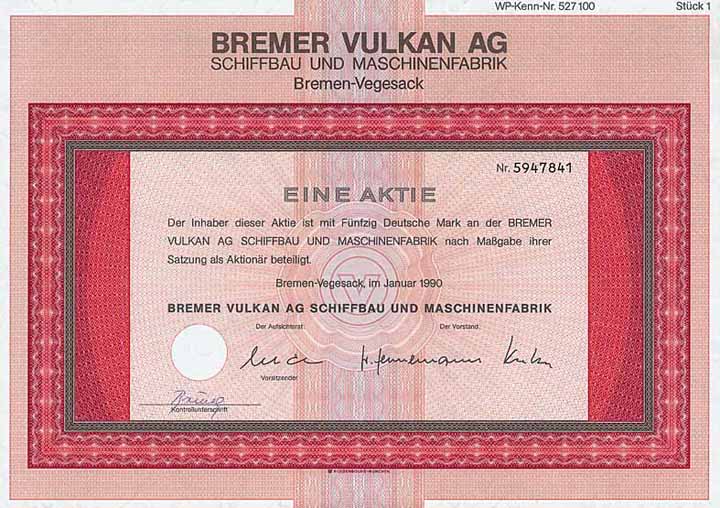 WP-Kenn-Nr. 527100 Stück 1
BREMER VULKAN AG
SCHIFFBAU UND MASCHINENFABRIK
Bremen-Vegesack
Nr. 5947841
EINE AKTIE
Der Inhaber dieser Aktie ist mit Fünfzig Deutsche Mark an der BREMER
VULKAN AG SCHIFFBAU UND MASCHINENFABRIK nach Maßgabe ihrer
Satzung als Aktionär beteiligt.
Bremen-Vegesack, im Januar 1990
BREMER VULKAN AG SCHIFFBAU UND MASCHINENFABRIK
Der Aufsichtsrat: Der Vorstand:
H. Hennemann
Vorsitzender
Kontrollunterschrift